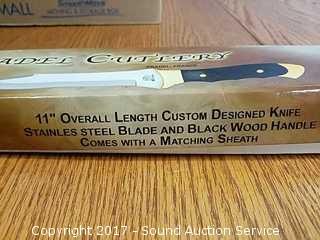 MALL
ADEL CUTLERY
11" OVERALL LENGTH CUSTOM DESIGNED KNIFE
STAINLES STEEL BLADE AND BLACK WOOD HANDLE
COMES WITH A MATCHING SHEATH
Copyright 2017 - Sound Auction Service